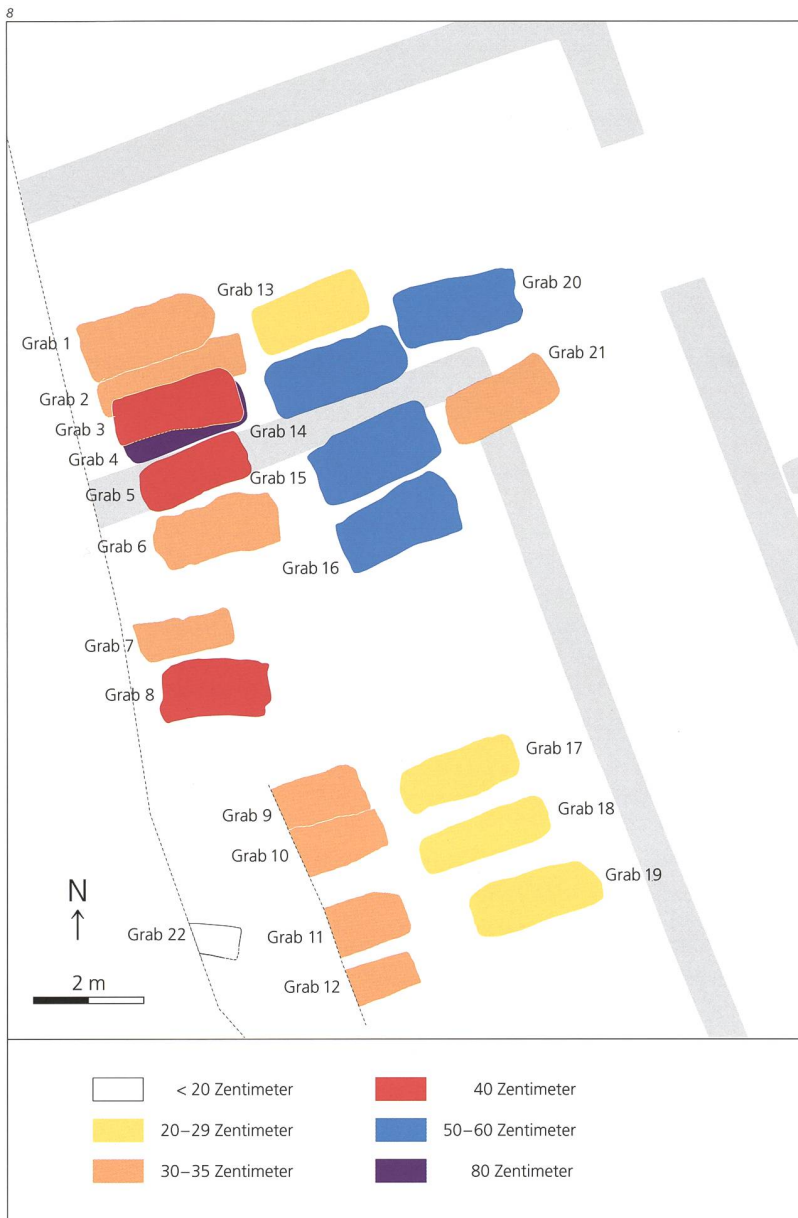 8
Grab 13
Grab 20
Grab 1
Grab 21
Grab 2
Grab 3
Grab 14
Grab 4
Grab 15
Grab 5
Grab 6
Grab 16
Grab 7
Grab 8
Grab 17
Grab 9
Grab 18
Grab 10
Grab 19
N
Grab 22
Grab 11
Grab 12
2 m
< 20 Zentimeter
20–29 Zentimeter
30–35 Zentimeter
40 Zentimeter
50–60 Zentimeter
80 Zentimeter